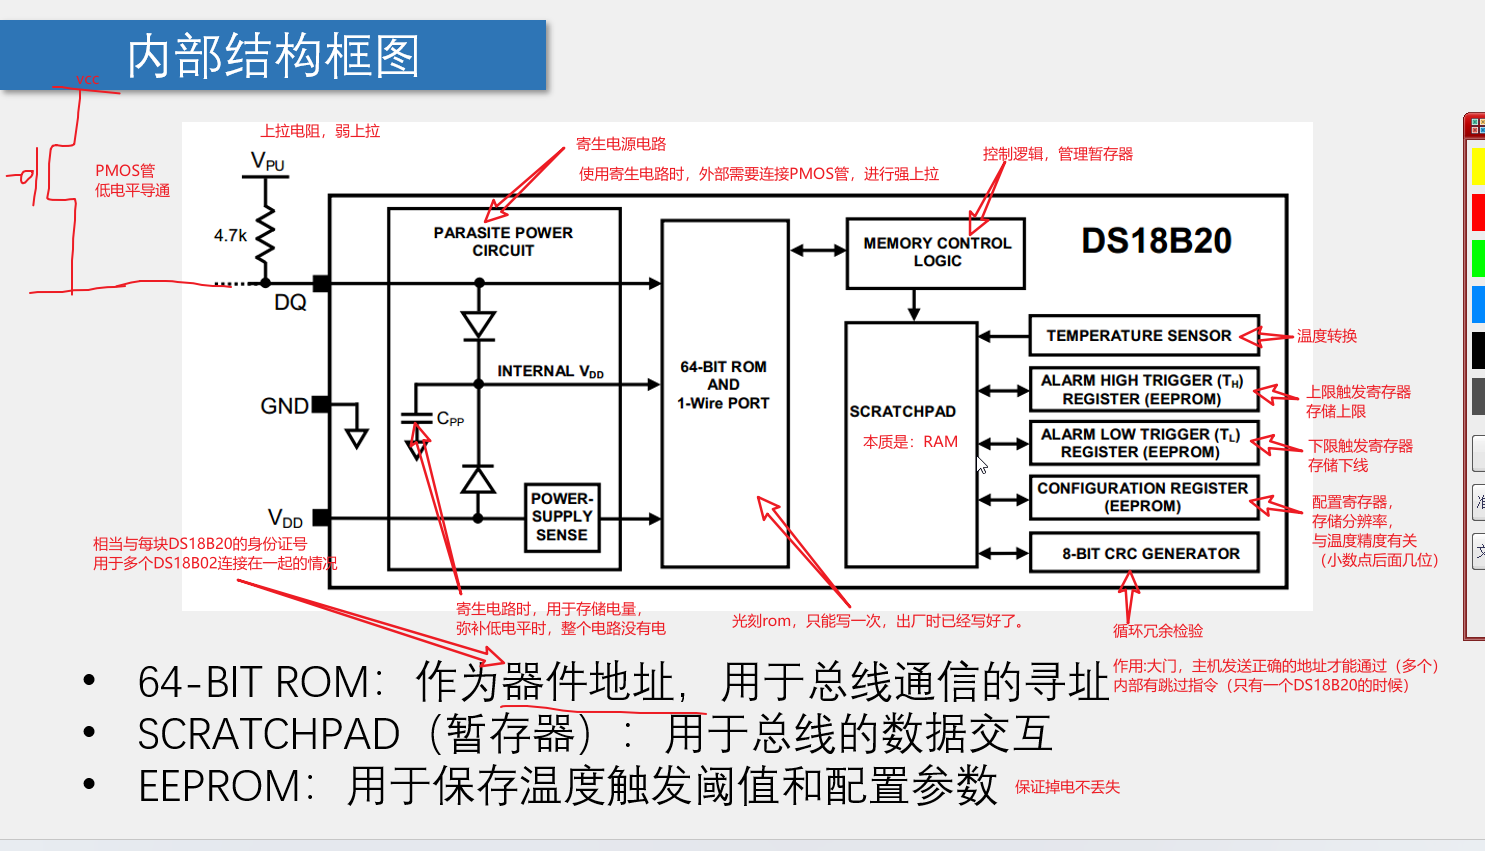 内部结构框图
VCC
上拉电阻，弱上拉
寄生电源电路
使用寄生电路时，外部需要连接PMOS管，进行强上拉
控制逻辑，管理暂存器
PMOS管
低电平导通
VPU
4.7k
DQ
GND
VDD
PARASITE POWER
CIRCUIT
INTERNAL VDD
CPP
POWER-
SUPPLY
SENSE
64-BIT ROM
AND
1-Wire PORT
MEMORY CONTROL
LOGIC
DS18B20
SCRATCHPAD
本质是：RAM
TEMPERATURE SENSOR
温度转换
ALARM HIGH TRIGGER (TH)
REGISTER (EEPROM)
上限触发寄存器
存储上限
ALARM LOW TRIGGER (TL)
REGISTER (EEPROM)
下限触发寄存器
存储下线
CONFIGURATION REGISTER
(EEPROM)
配置寄存器，
存储分辨率，
与温度精度有关
（小数点后面几位）
8-BIT CRC GENERATOR
循环冗余检验
相当与每块DS18B20的身份证号
用于多个DS18B02连接在一起的情况
寄生电路时，用于存储电量，
弥补低电平时，整个电路没有电
光刻rom，只能写一次，出厂时已经写好了。
• 64-BIT ROM：作为器件地址，用于总线通信的寻址
作用:大门，主机发送正确的地址才能通过（多个）
内部有跳过指令（只有一个DS18B20的时候）
• SCRATCHPAD（暂存器）：用于总线的数据交互
• EEPROM：用于保存温度触发阈值和配置参数
保证掉电不丢失